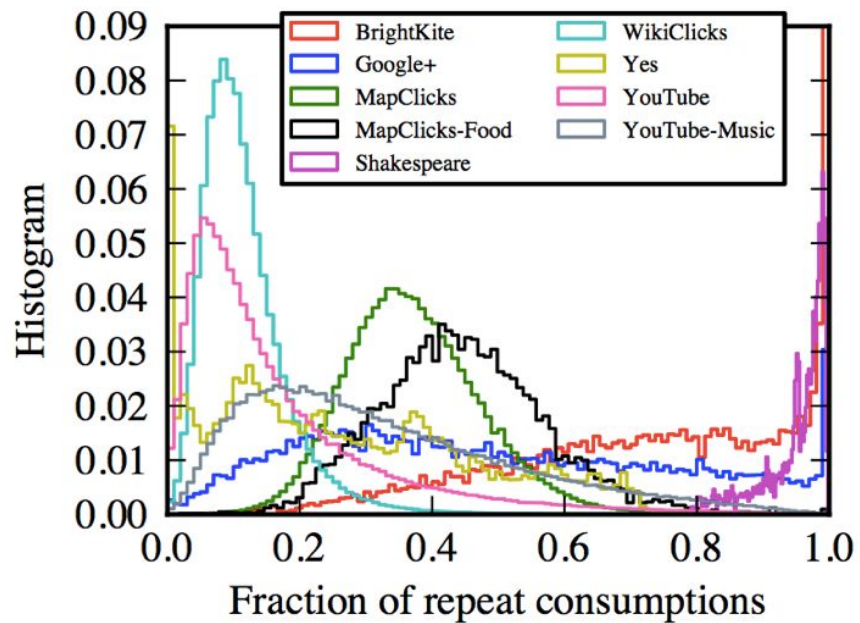 BrightKite
Google+
MapClicks
MapClicks-Food
Shakespeare
WikiClicks
Yes
YouTube
YouTube-Music
0.09
0.08
0.07
0.06
0.05
0.04
0.03
0.02
0.01
0.00
Histogram
0.0 0.2 0.4 0.6 0.8 1.0
Fraction of repeat consumptions